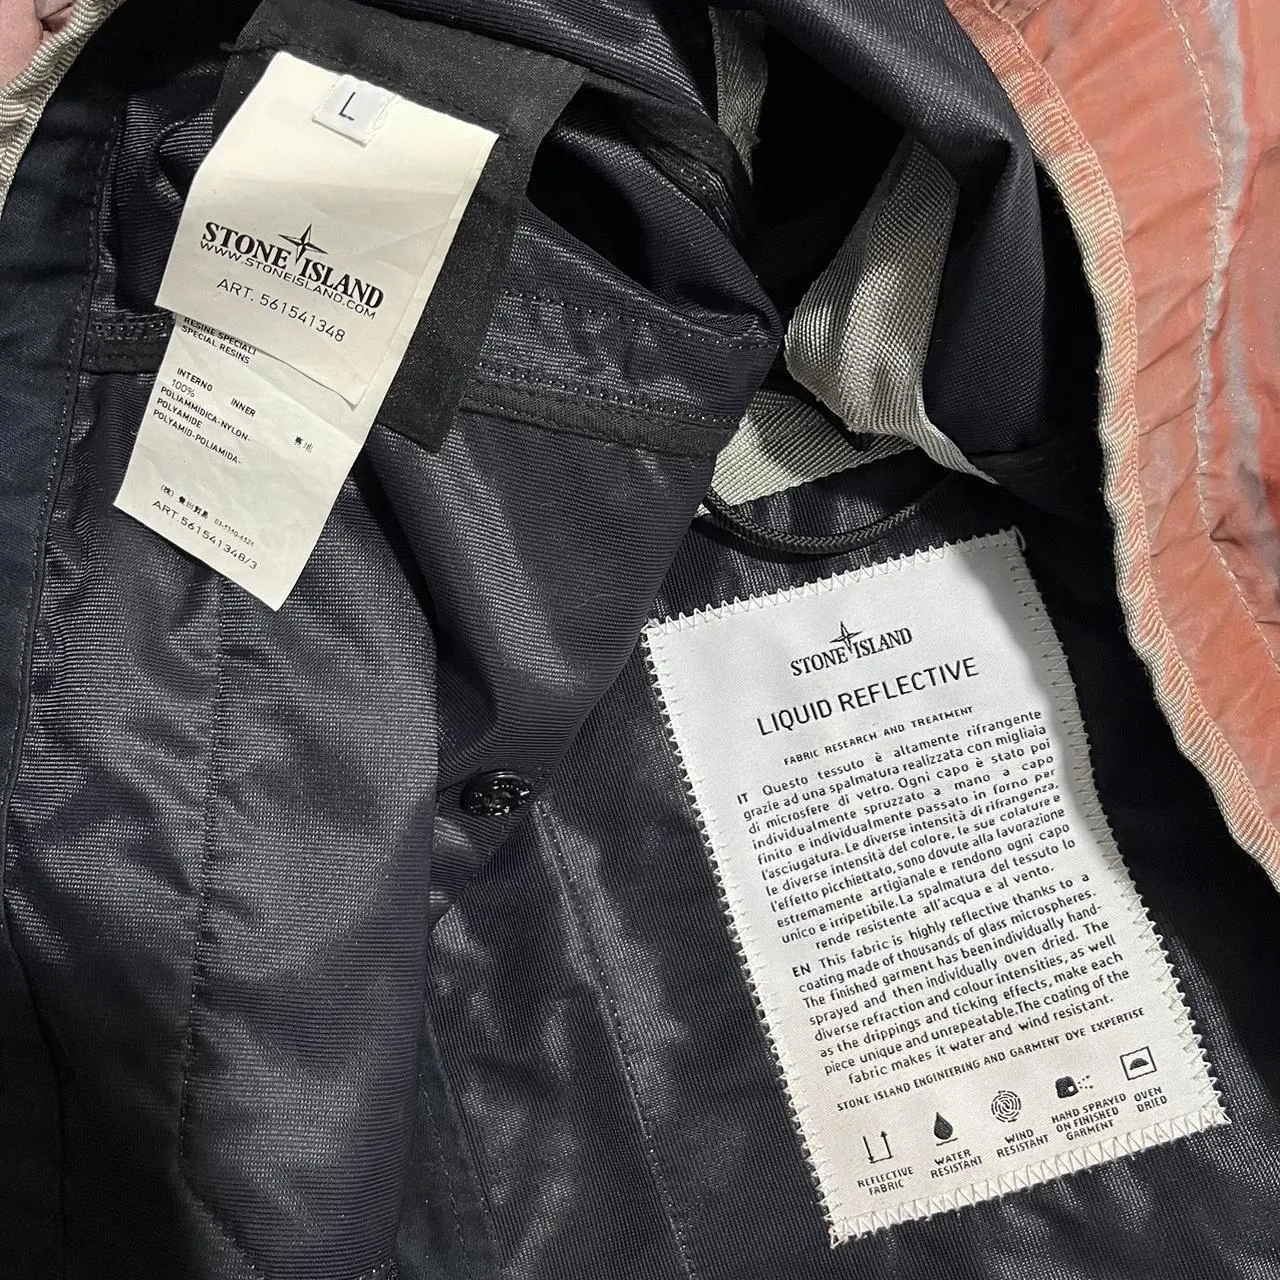 L
STONE ISLAND
WWW.STONEISLAND.COM
ART. 561541348
RESINE SPECIALI
SPECIAL RESINS
INTERNO
INNER
100%
POLIAMMIDICA-NYLON-
POLYAMIDE
POLYAMID-POLIAMIDA-
ART.561541348/3
STONE ISLAND
LIQUID REFLECTIVE
FABRIC RESEARCH AND TREATMENT
IT Questo tessuto è altamente rifrangente
grazie ad una spalmatura realizzata con migliaia
di microsfere di vetro. Ogni capo è stato poi
individualmente spruzzato a mano a capo
finito e individualmente passato in forno per
l'asciugatura. Le diverse intensità di rifrangenza,
le diverse intensità del colore, le sue colature e
l'effetto picchiettato, sono dovute alla lavorazione
estremamente artigianale e rendono ogni capo
unico e irripetibile. La spalmatura del tessuto lo
rende resistente all'acqua e al vento.
EN This fabric is highly reflective thanks to a
coating made of thousands of glass microspheres.
The finished garment has been individually hand-
sprayed and then individually oven dried. The
diverse refraction and colour intensities, as well
as the drippings and ticking effects, make each
piece unique and unrepeatable. The coating of the
fabric makes it water and wind resistant.
STONE ISLAND ENGINEERING AND GARMENT DYE EXPERTISE
REFLECTIVE
FABRIC
WATER
RESISTANT
WIND
RESISTANT
HAND SPRAYED
ON FINISHED
GARMENT
OVEN
DRIED